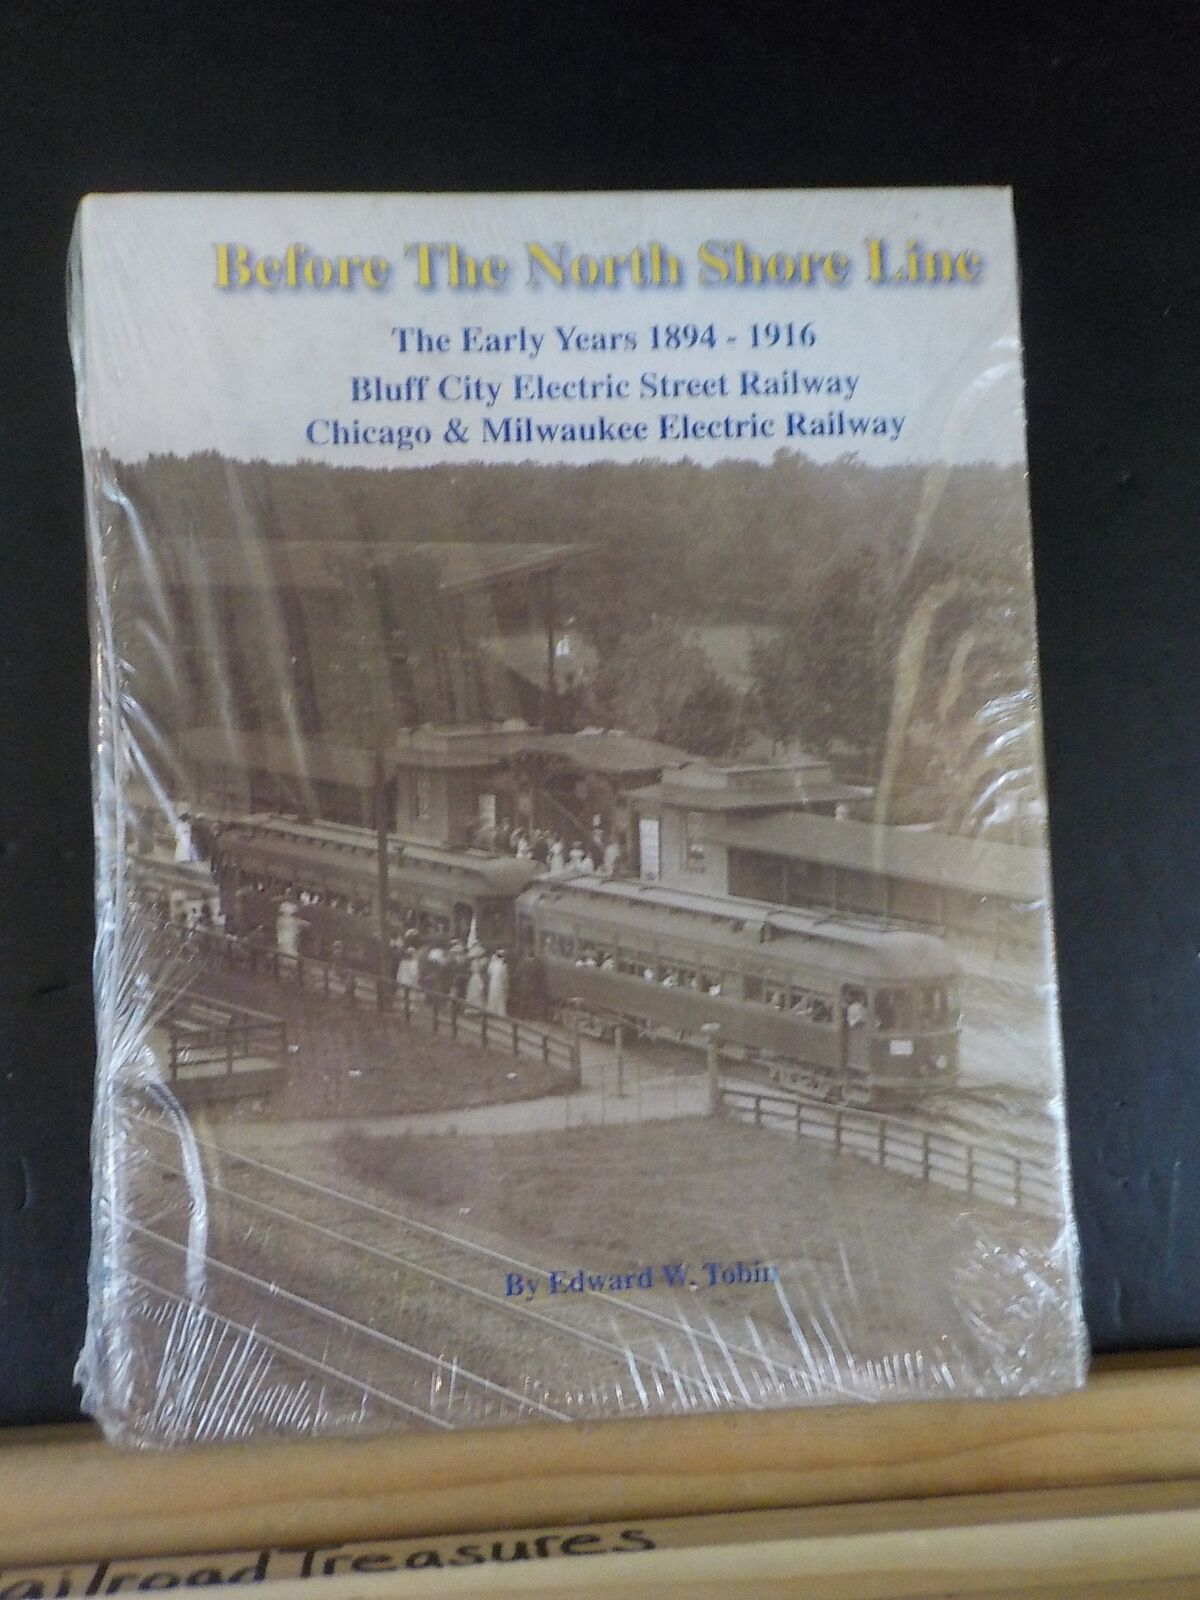 Before The North Shore Line
The Early Years 1894 - 1916
Bluff City Electric Street Railway
Chicago & Milwaukee Electric Railway
By Edward W. Tobin
Railroad Treasures